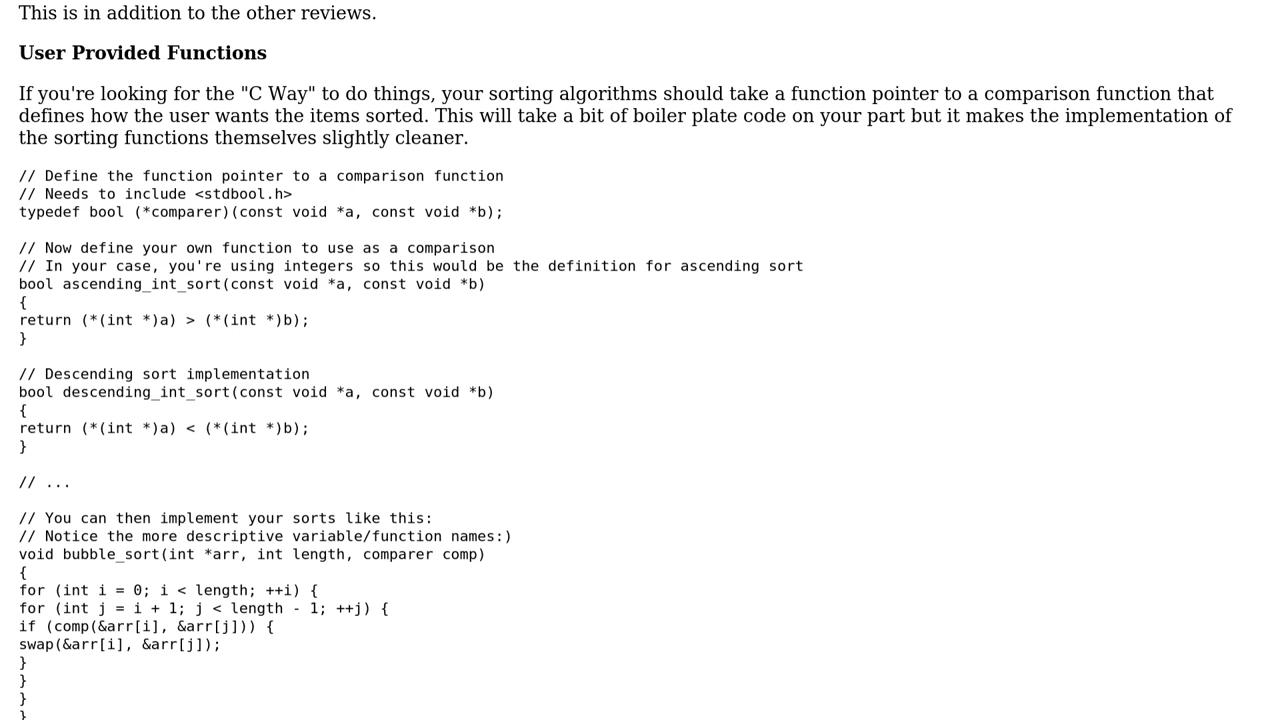 This is in addition to the other reviews.
User Provided Functions
If you're looking for the "C Way" to do things, your sorting algorithms should take a function pointer to a comparison function that
defines how the user wants the items sorted. This will take a bit of boiler plate code on your part but it makes the implementation of
the sorting functions themselves slightly cleaner.
// Define the function pointer to a comparison function
// Needs to include <stdbool.h>
typedef bool (*comparer)(const void *a, const void *b);
// Now define your own function to use as a comparison
// In your case, you're using integers so this would be the definition for ascending sort
bool ascending_int_sort(const void *a, const void *b)
{
return (*(int *)a) > (*(int *)b);
}
// Descending sort implementation
bool descending_int_sort(const void *a, const void *b)
{
return (*(int *)a) < (*(int *)b);
}
// ...
// You can then implement your sorts like this:
// Notice the more descriptive variable/function names:)
void bubble_sort(int *arr, int length, comparer comp)
{
for (int i = 0; i < length; ++i) {
for (int j = i + 1; j < length - 1; ++j) {
if (comp(&arr[i], &arr[j])) {
swap(&arr[i], &arr[j]);
}
}
}
}